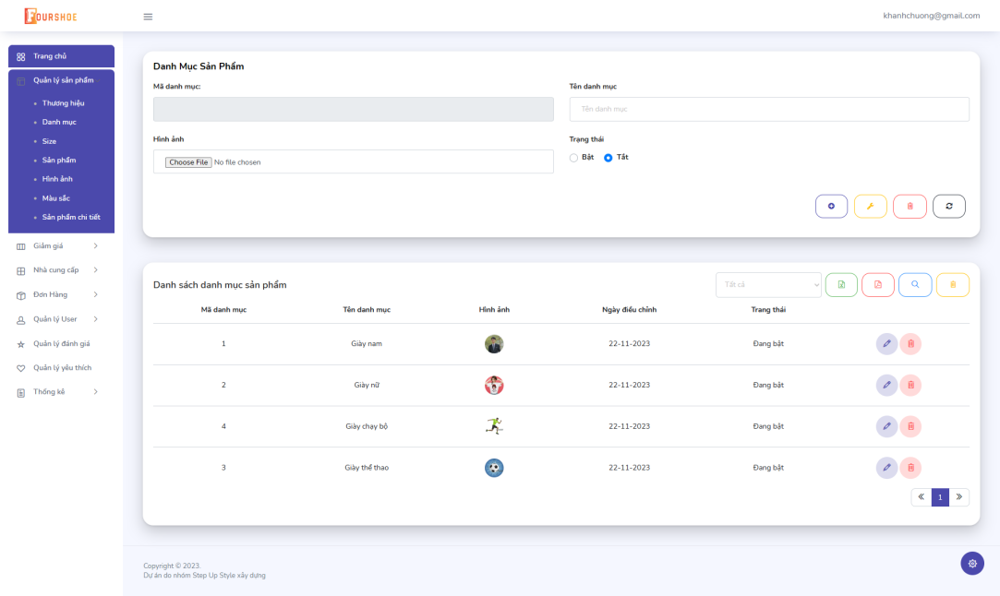 FOURSHOE
khanhchuong@gmail.com
Trang chủ
Quản lý sản phẩm
Thương hiệu
Danh mục
Size
Sản phẩm
Hình ảnh
Màu sắc
Sản phẩm chi tiết
Giảm giá
Nhà cung cấp
Đơn Hàng
Quản lý User
Quản lý đánh giá
Quản lý yêu thích
Thống kê
Danh Mục Sản Phẩm
Mã danh mục:
Tên danh mục
Tên danh mục
Hình ảnh
Trạng thái
Choose File No file chosen
Bật Tắt
Danh sách danh mục sản phẩm
Tất cả
Mã danh mục Tên danh mục Hình ảnh Ngày điều chỉnh Trang thái
1 Giày nam 22-11-2023 Đang bật
2 Giày nữ 22-11-2023 Đang bật
4 Giày chạy bộ 22-11-2023 Đang bật
3 Giày thể thao 22-11-2023 Đang bật
« 1 »
Copyright © 2023.
Dự án do nhóm Step Up Style xây dựng